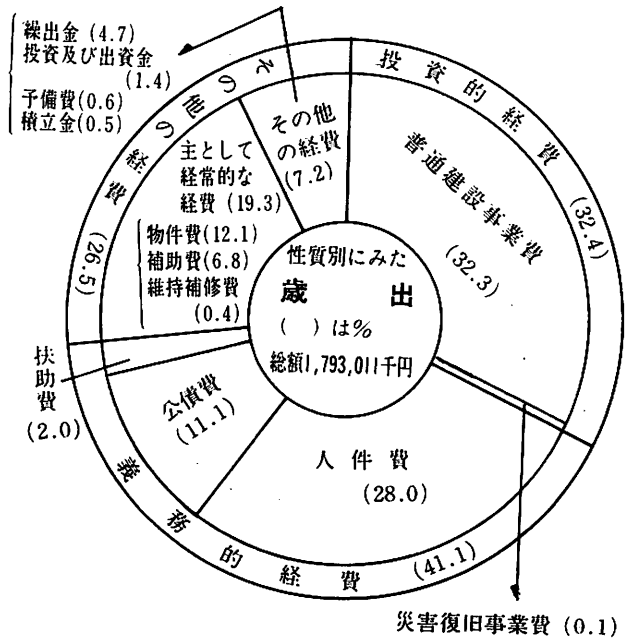 繰出金 (4.7)
投資及び出資金
(1.4)
予備費(0.6)
積立金(0.5)
その他の経費 (26.5)
投資的経費 (32.4)
義務的経費 (41.1)
その他
の経費
(7.2)
主として
経常的な
経費 (19.3)
物件費(12.1)
補助費(6.8)
維持補修費
(0.4)
普通建設事業費
(32.3)
性質別にみた
歳出
( ) は%
総額1,793,011千円
扶助費
(2.0)
公債費
(11.1)
人件費
(28.0)
災害復旧事業費 (0.1)